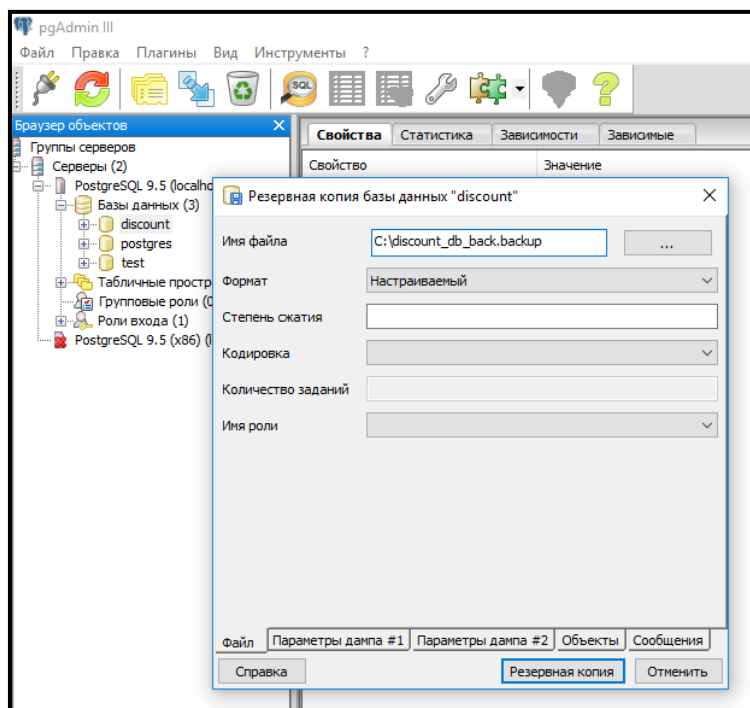 pgAdmin III
Файл Правка Плагины Вид Инструменты ?
SQL
Браузер объектов
Группы серверов
Серверы (2)
PostgreSQL 9.5 (localho
Базы данных (3)
discount
postgres
test
Табличные простр
Групповые роли (0
Роли входа (1)
PostgreSQL 9.5 (x86) (l
Свойства Статистика Зависимости Зависимые
Свойство Значение
Резервная копия базы данных "discount"
Имя файла C:\discount_db_back.backup ...
Формат Настраиваемый
Степень сжатия
Кодировка
Количество заданий
Имя роли
Файл Параметры дампа #1 Параметры дампа #2 Объекты Сообщения
Справка Резервная копия Отменить